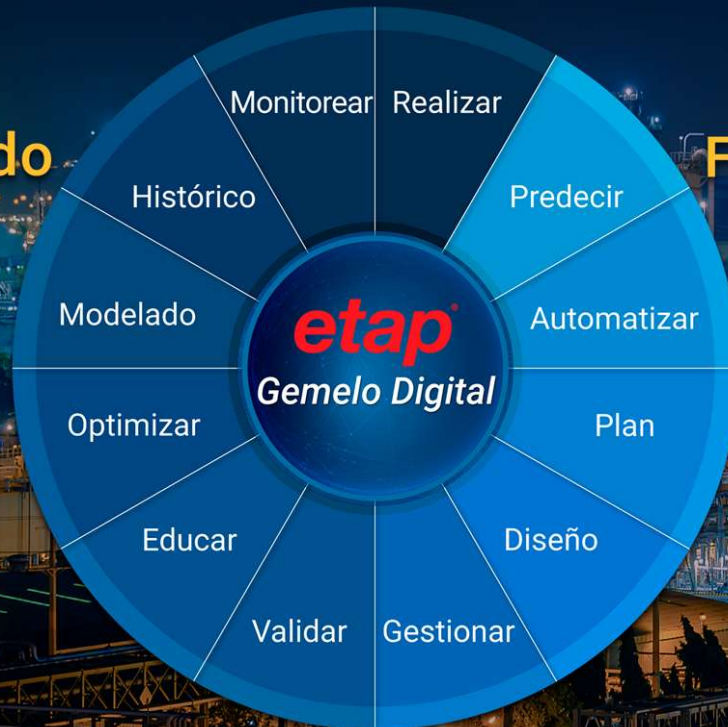 Monitorear
Realizar
do
F
Histórico
Predecir
Modelado
Automatizar
etap
Gemelo Digital
Optimizar
Plan
Educar
Diseño
Validar
Gestionar